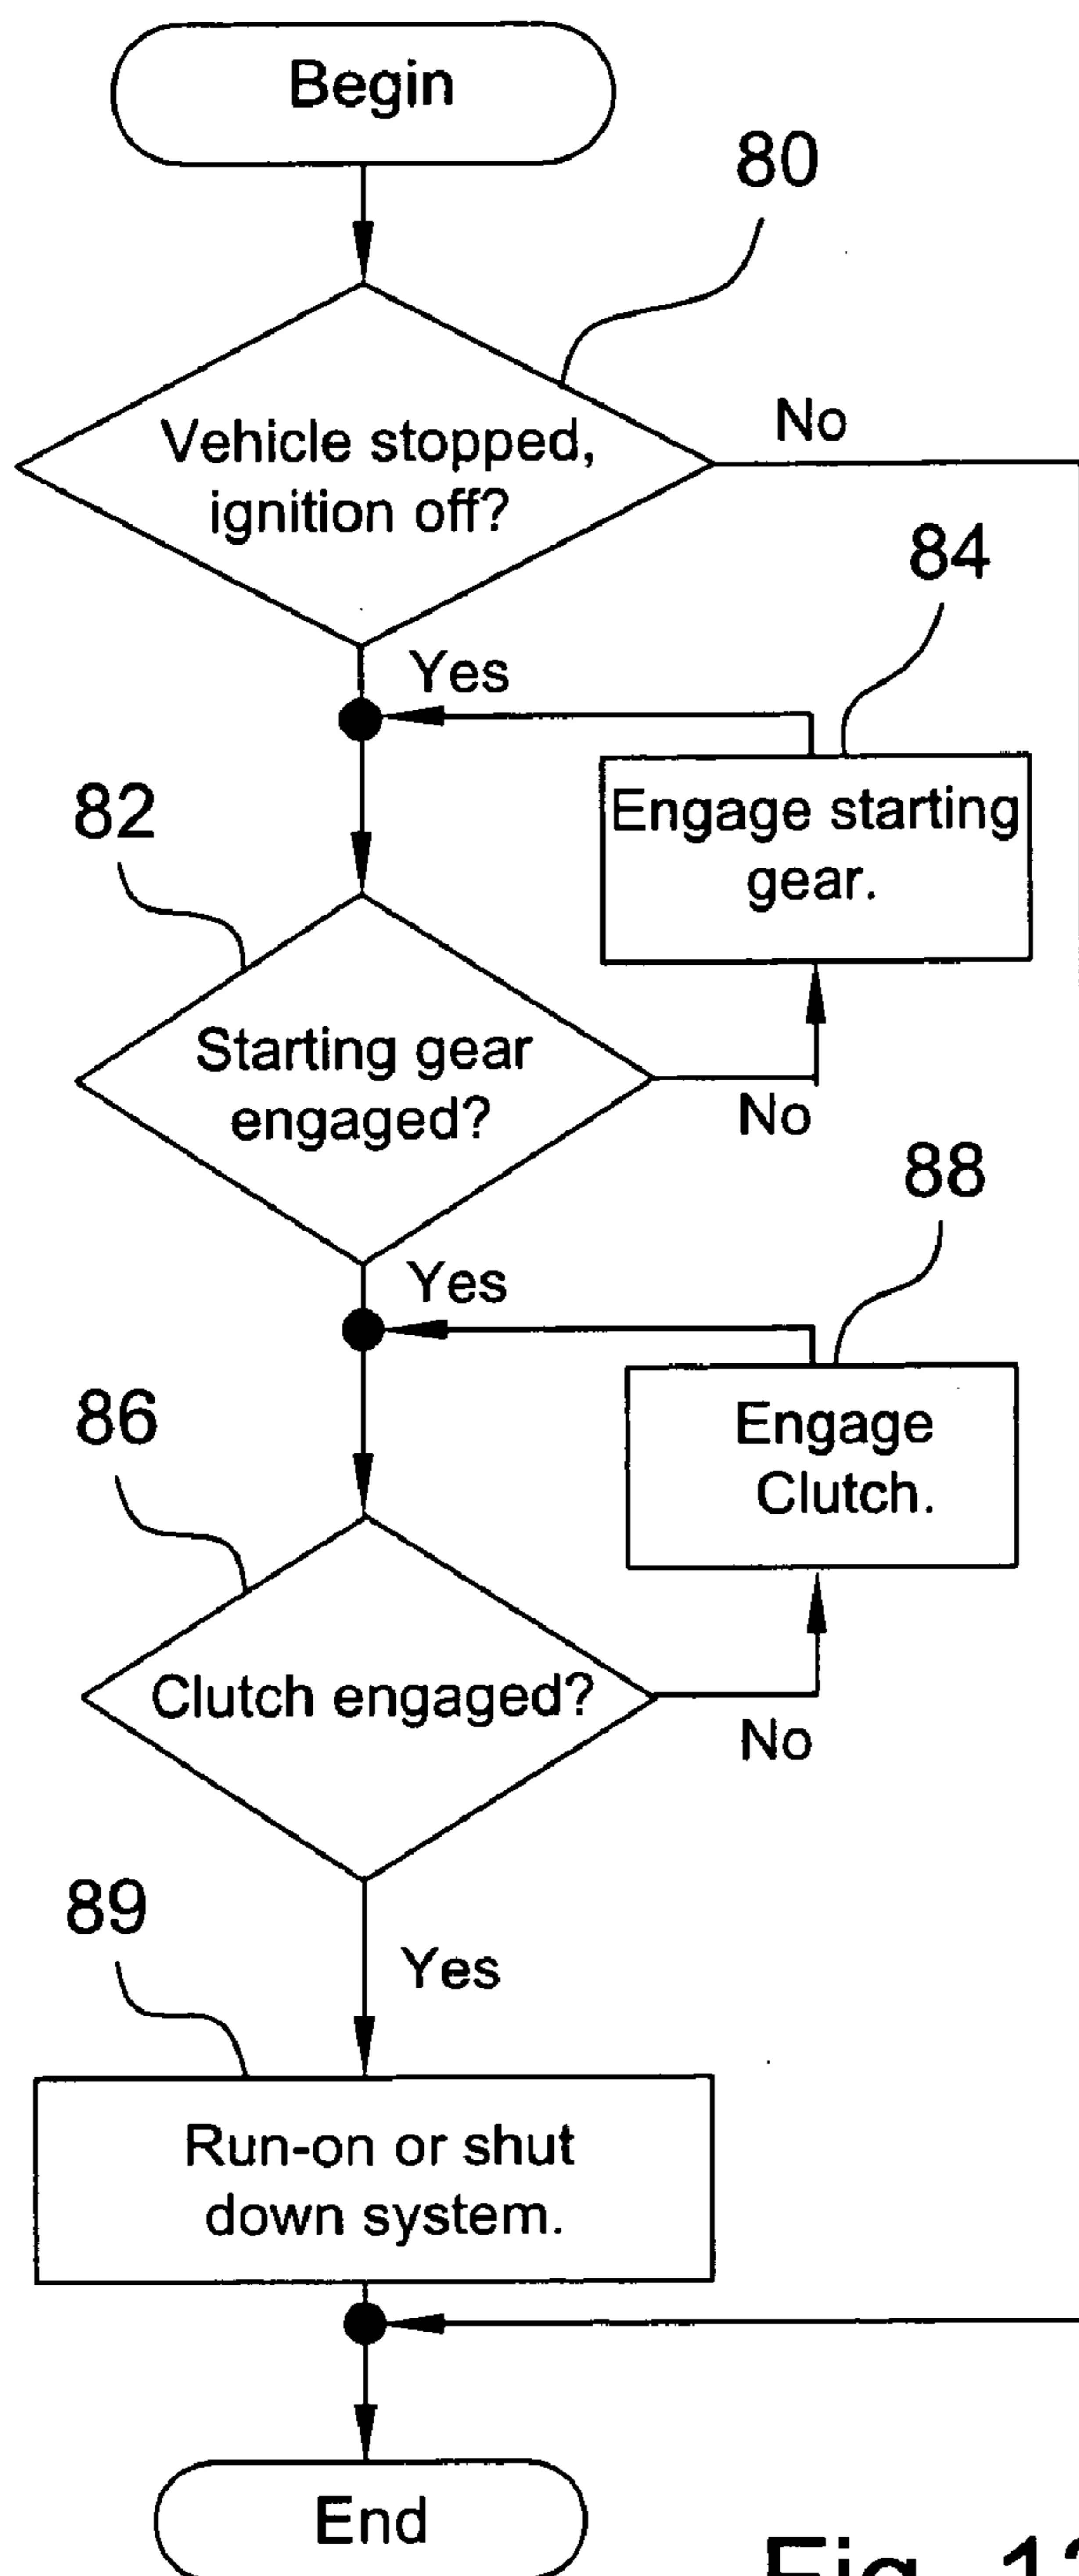 Begin
80
Vehicle stopped,
ignition off?
No
Yes
84
Engage starting
gear.
82
Starting gear
engaged?
No
Yes
88
Engage
Clutch.
86
Clutch engaged?
No
Yes
89
Run-on or shut
down system.
End
Fig.